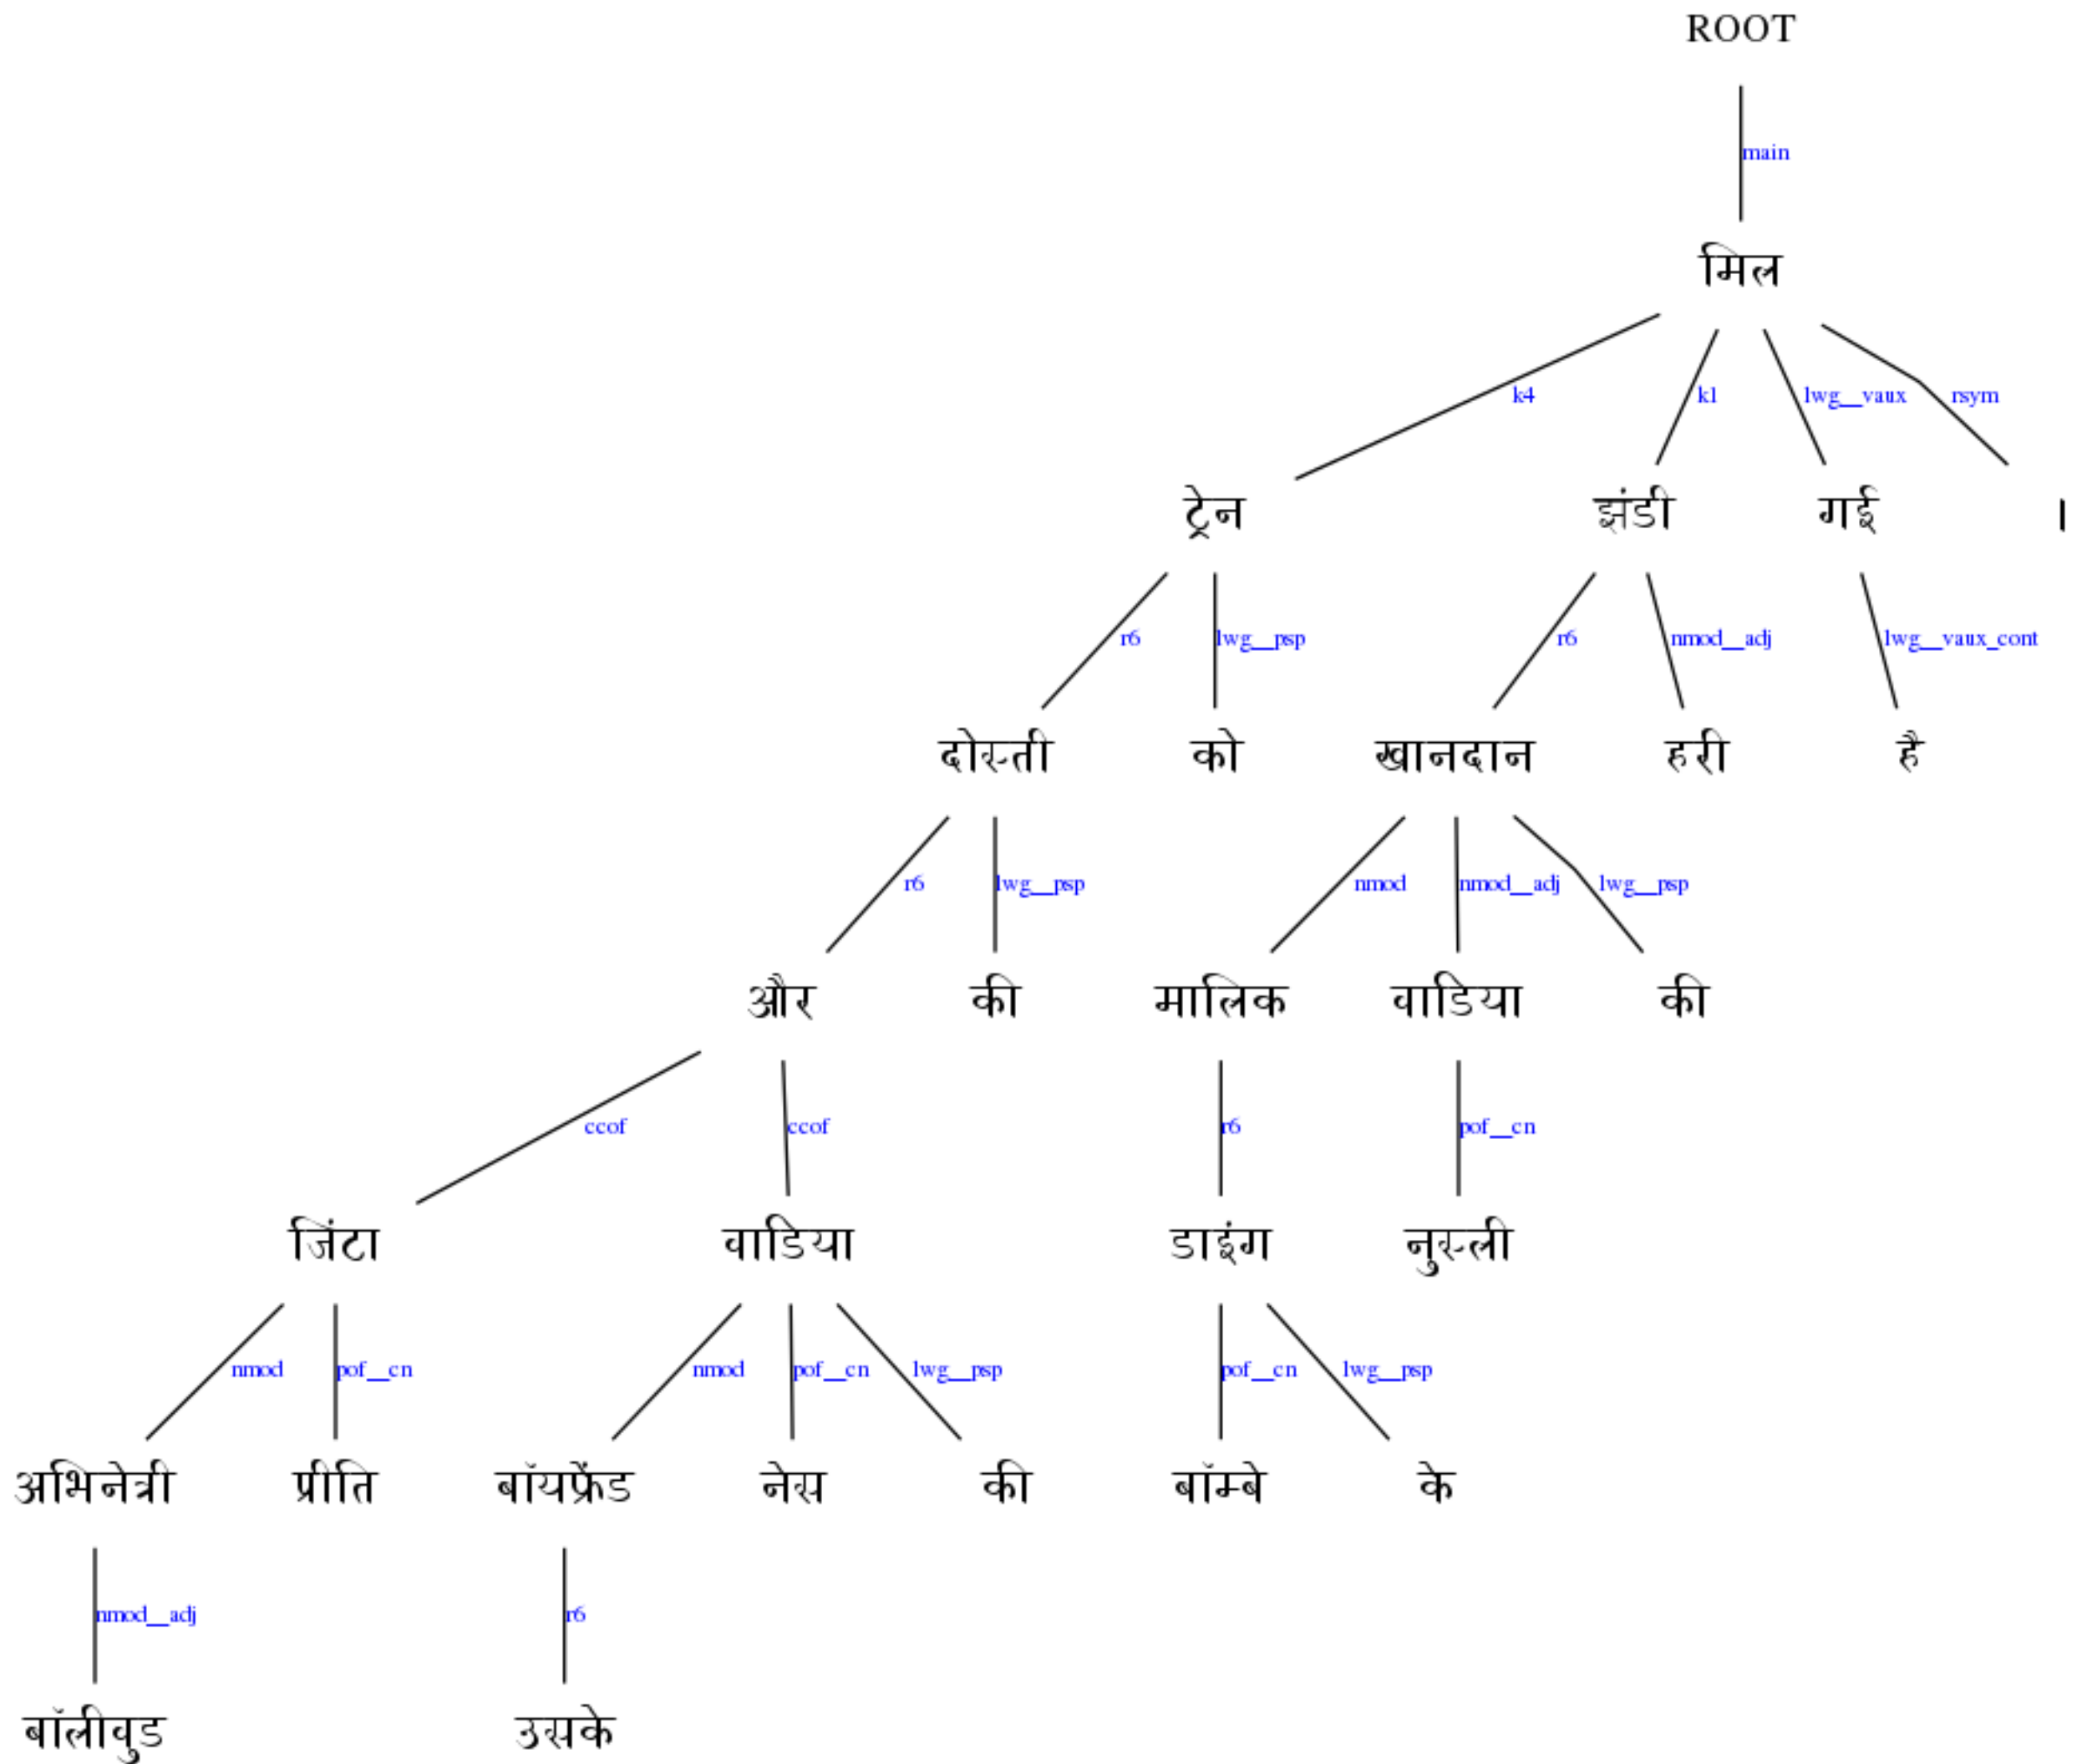 ROOT
main
मिल
k4 k1 lwg__vaux rsym
ट्रेन झंडी गई ।
r6 lwg__psp r6 nmod__adj lwg__vaux_cont
दोस्ती को खानदान हरी है
r6 lwg__psp nmod nmod__adj lwg__psp
और की मालिक वाडिया की
ccof ccof r6 pof__cn
जिंटा वाडिया डाइंग नुस्ली
nmod pof__cn nmod pof__cn lwg__psp pof__cn lwg__psp
अभिनेत्री प्रीति बॉयफ्रेंड नेस की बॉम्बे के
nmod__adj r6
बॉलीवुड उसके